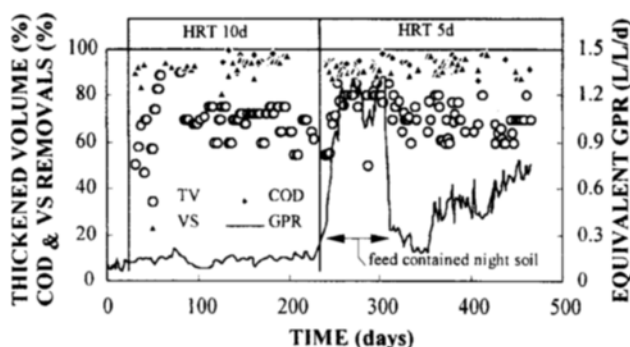 HRT 10d HRT 5d
THICKENED VOLUME (%)
COD & VS REMOVALS (%)
100
80
60
40
20
0
TV COD
VS GPR
feed contained night soil
1.5
1.2
0.9
0.6
0.3
0
EQUIVALENT GPR (L/L/d)
0 100 200 300 400 500
TIME (days)